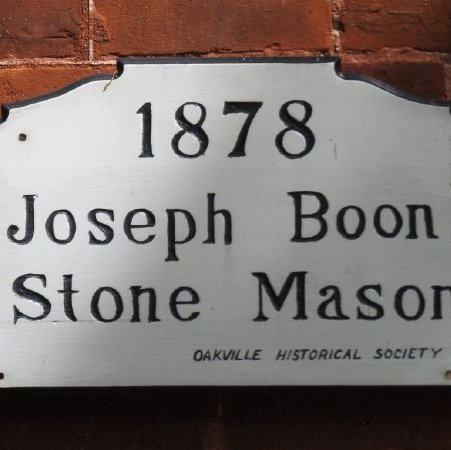 1878
Joseph Boon
Stone Mason
OAKVILLE HISTORICAL SOCIETY